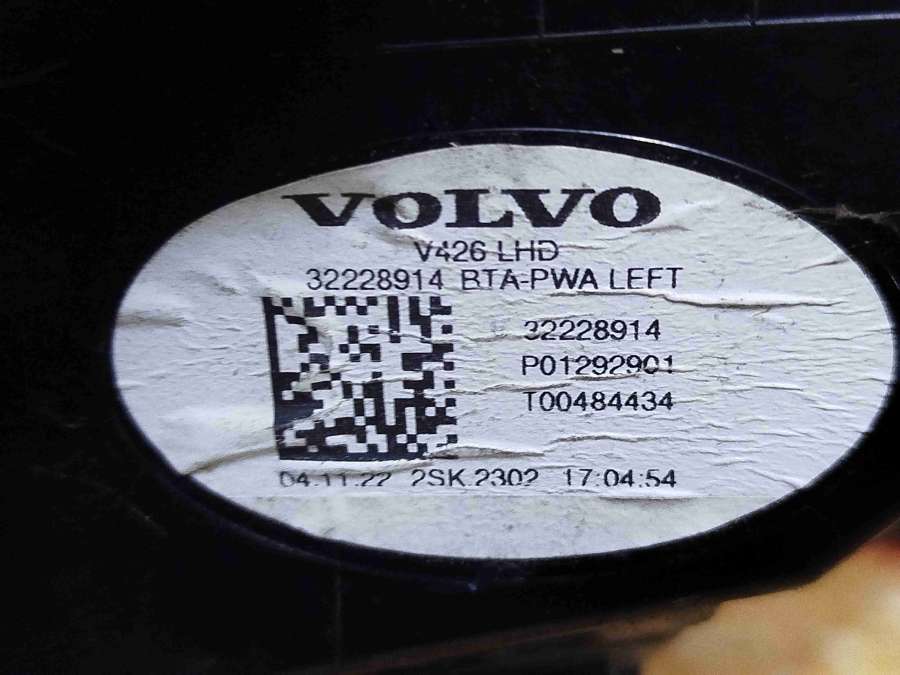 VOLVO
V426 LHD
32228914 BTA-PWA LEFT
32228914
P01292901
T00484434
04.11.22 2SK.2302 17:04:54